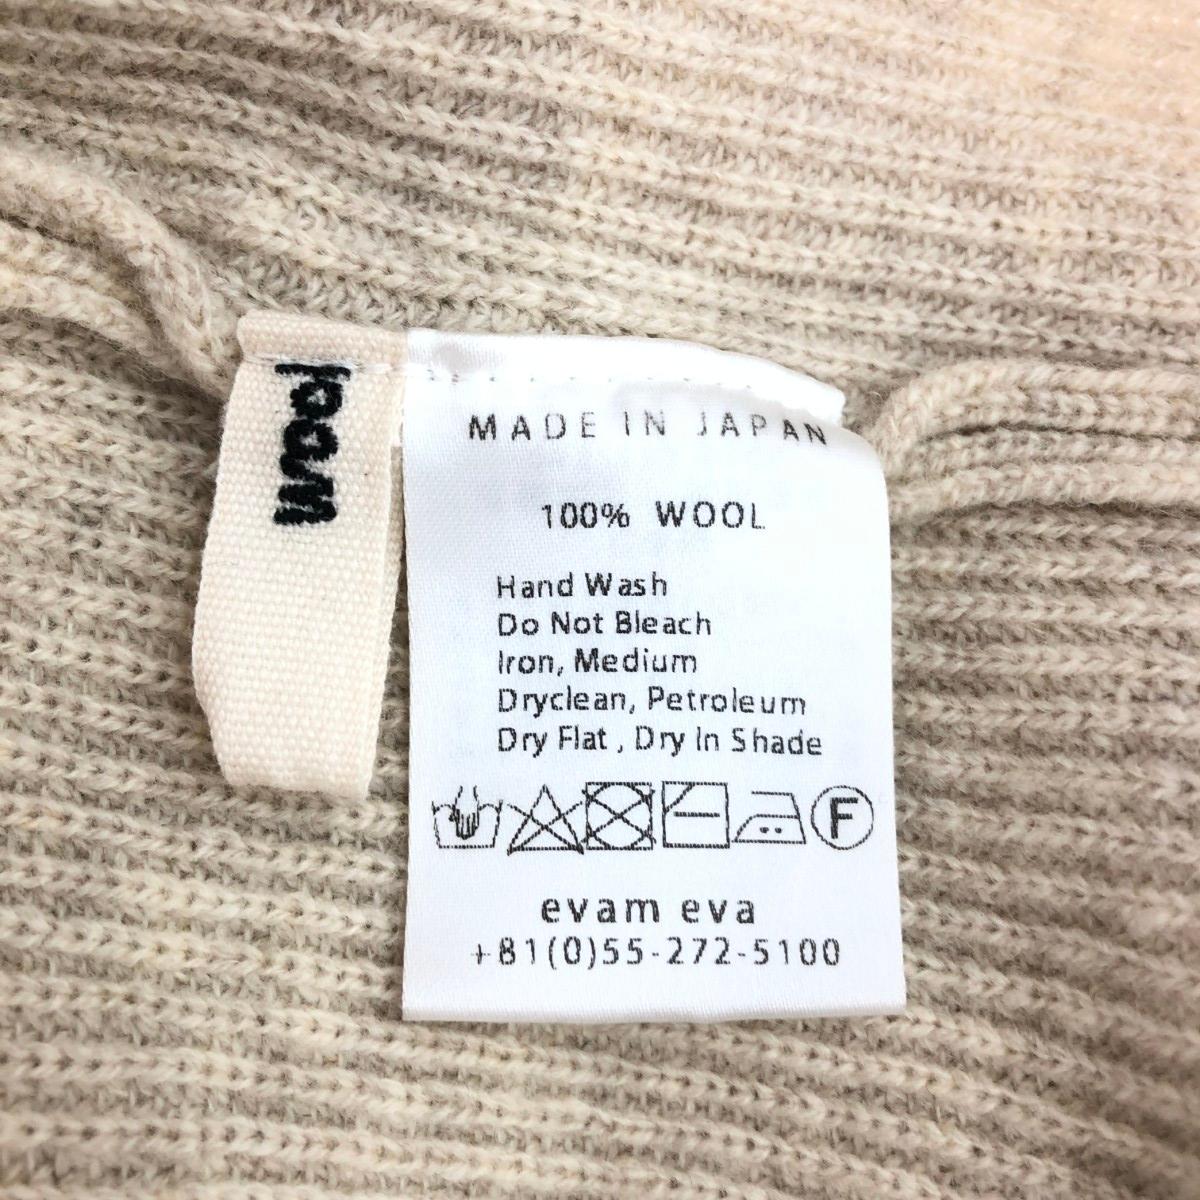 wool
MADE IN JAPAN
100% WOOL
Hand Wash
Do Not Bleach
Iron, Medium
Dryclean, Petroleum
Dry Flat , Dry In Shade
F
evam eva
+81(0)55-272-5100